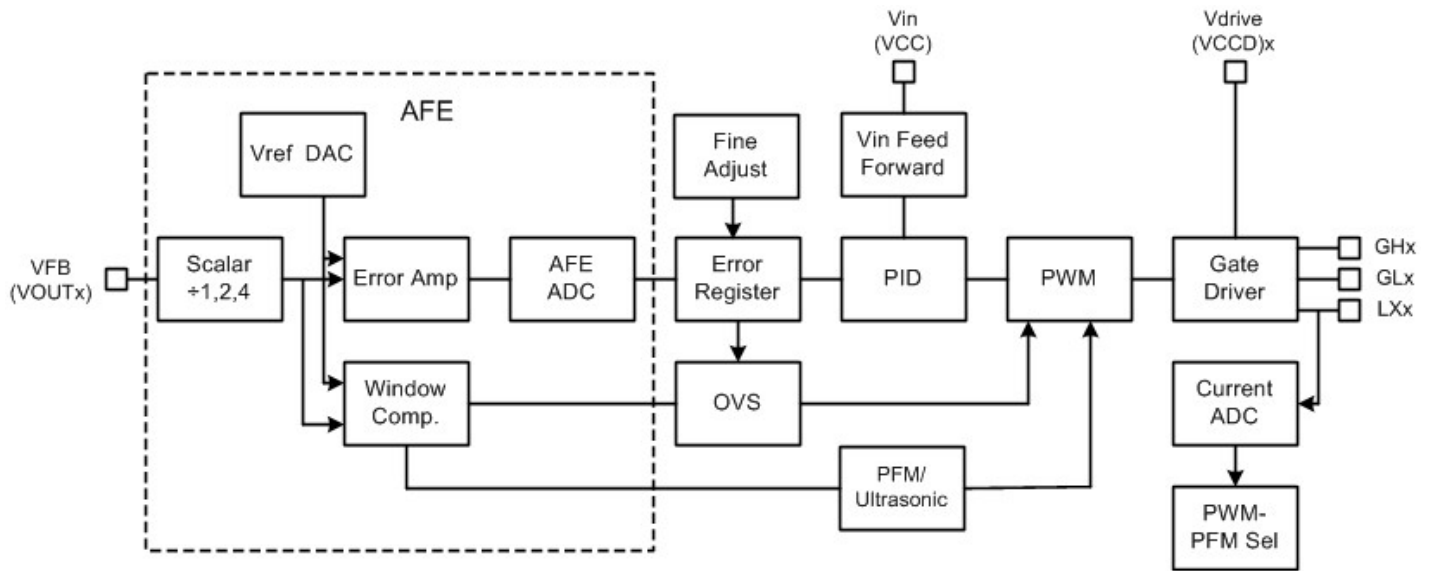 Vin
(VCC)
Vdrive
(VCCD)x
AFE
Vref DAC
Fine
Adjust
Vin Feed
Forward
VFB
(VOUTx)
Scalar
÷1,2,4
Error Amp
AFE
ADC
Error
Register
PID
PWM
Gate
Driver
GHx
GLx
LXx
Window
Comp.
OVS
Current
ADC
PFM/
Ultrasonic
PWM-
PFM Sel